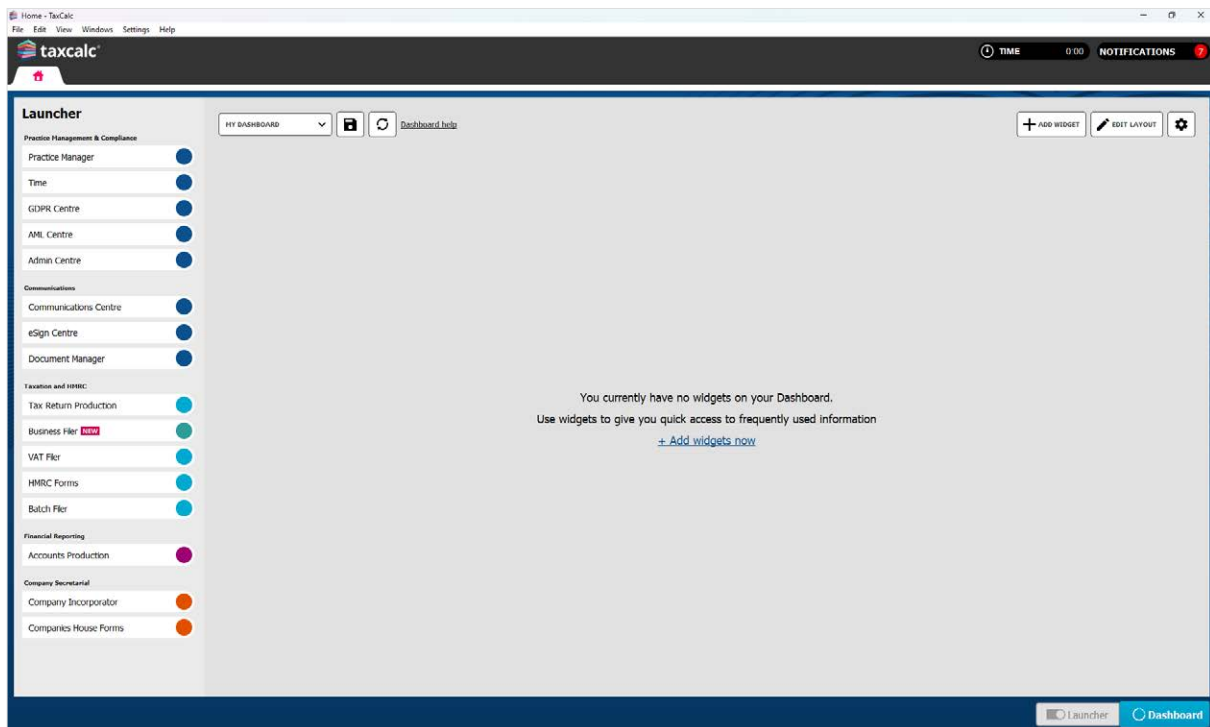 Home - TaxCalc
File Edit View Windows Settings Help
taxcalc
TIME 0:00 NOTIFICATIONS 7
Launcher
MY DASHBOARD
Dashboard help
ADD WIDGET
EDIT LAYOUT
Practice Management & Compliance
Practice Manager
Time
GDPR Centre
AML Centre
Admin Centre
Communications
Communications Centre
eSign Centre
Document Manager
Taxation and HMRC
Tax Return Production
Business Filer NEW
VAT Filer
HMRC Forms
Batch Filer
Financial Reporting
Accounts Production
Company Secretarial
Company Incorporator
Companies House Forms
You currently have no widgets on your Dashboard.
Use widgets to give you quick access to frequently used information
+ Add widgets now
Launcher
Dashboard